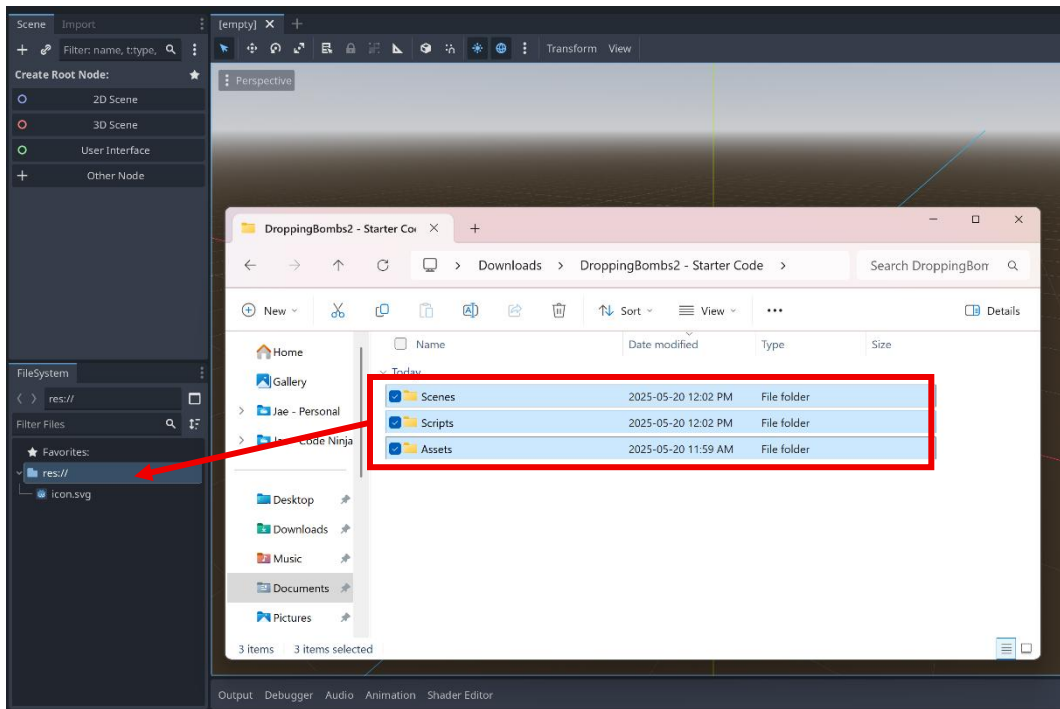 Scene Import
[empty]
Filter: name, t:type,
Transform View
Create Root Node:
2D Scene
3D Scene
User Interface
Other Node
Perspective
DroppingBombs2 - Starter Co
Downloads > DroppingBombs2 - Starter Code >
Search DroppingBom
New
Sort
View
Details
Name Date modified Type Size
Today
Scenes 2025-05-20 12:02 PM File folder
Scripts 2025-05-20 12:02 PM File folder
Assets 2025-05-20 11:59 AM File folder
Home
Gallery
Jae - Personal
Code Ninja
Desktop
Downloads
Music
Documents
Pictures
3 items 3 items selected
FileSystem
res://
Filter Files
Favorites:
res://
icon.svg
Output Debugger Audio Animation Shader Editor